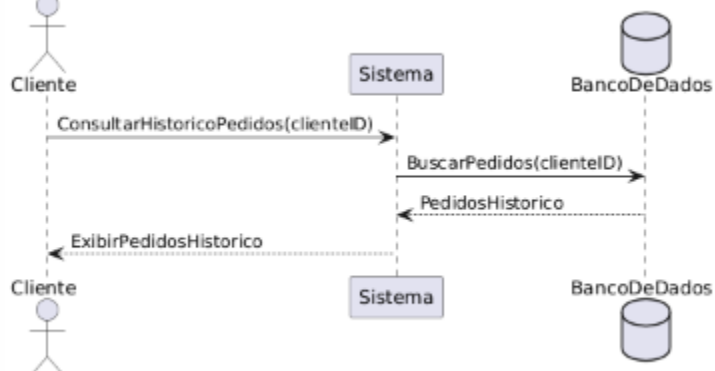 Cliente
Sistema
BancoDeDados
ConsultarHistoricoPedidos(clienteID)
BuscarPedidos(clienteID)
PedidosHistorico
ExibirPedidosHistorico
Cliente
Sistema
BancoDeDados